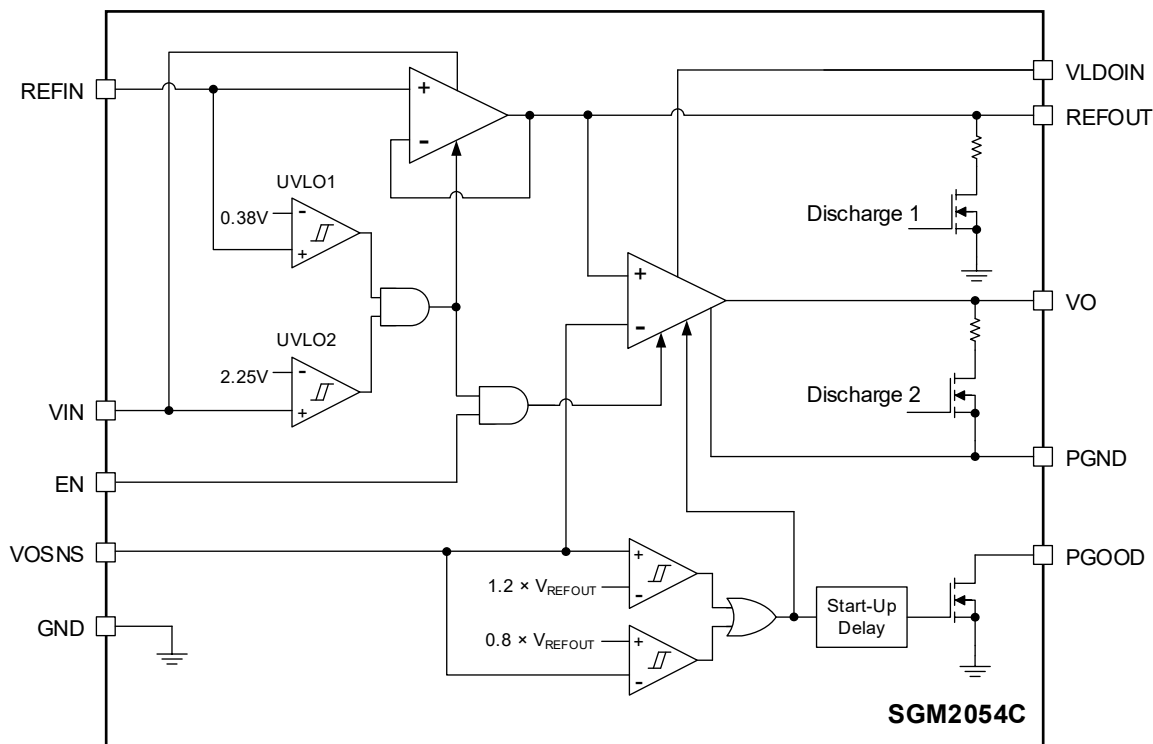 VLDOIN
REFIN
+
REFOUT
-
UVLO1
0.38V
-
+
Discharge 1
+
VO
-
UVLO2
2.25V
-
Discharge 2
VIN
+
PGND
EN
VOSNS
+
PGOOD
1.2 × VREFOUT
-
Start-Up
Delay
GND
0.8 × VREFOUT
+
-
SGM2054C